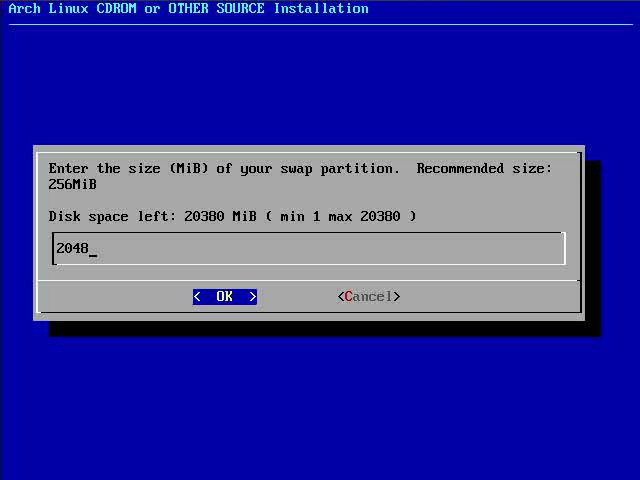 Arch Linux CDROM or OTHER SOURCE Installation
Enter the size (MiB) of your swap partition.  Recommended size:
256MiB
Disk space left: 20380 MiB ( min 1 max 20380 )
2048_
<  OK  >          <Cancel>